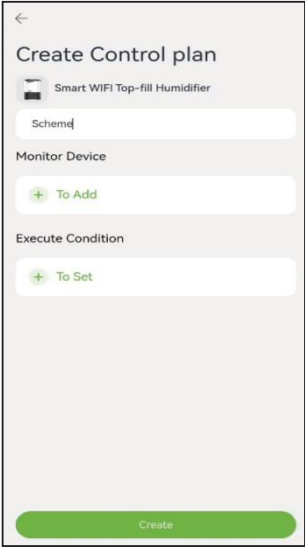 Create Control plan
Smart WIFI Top-fill Humidifier
Scheme
Monitor Device
+ To Add
Execute Condition
+ To Set
Create